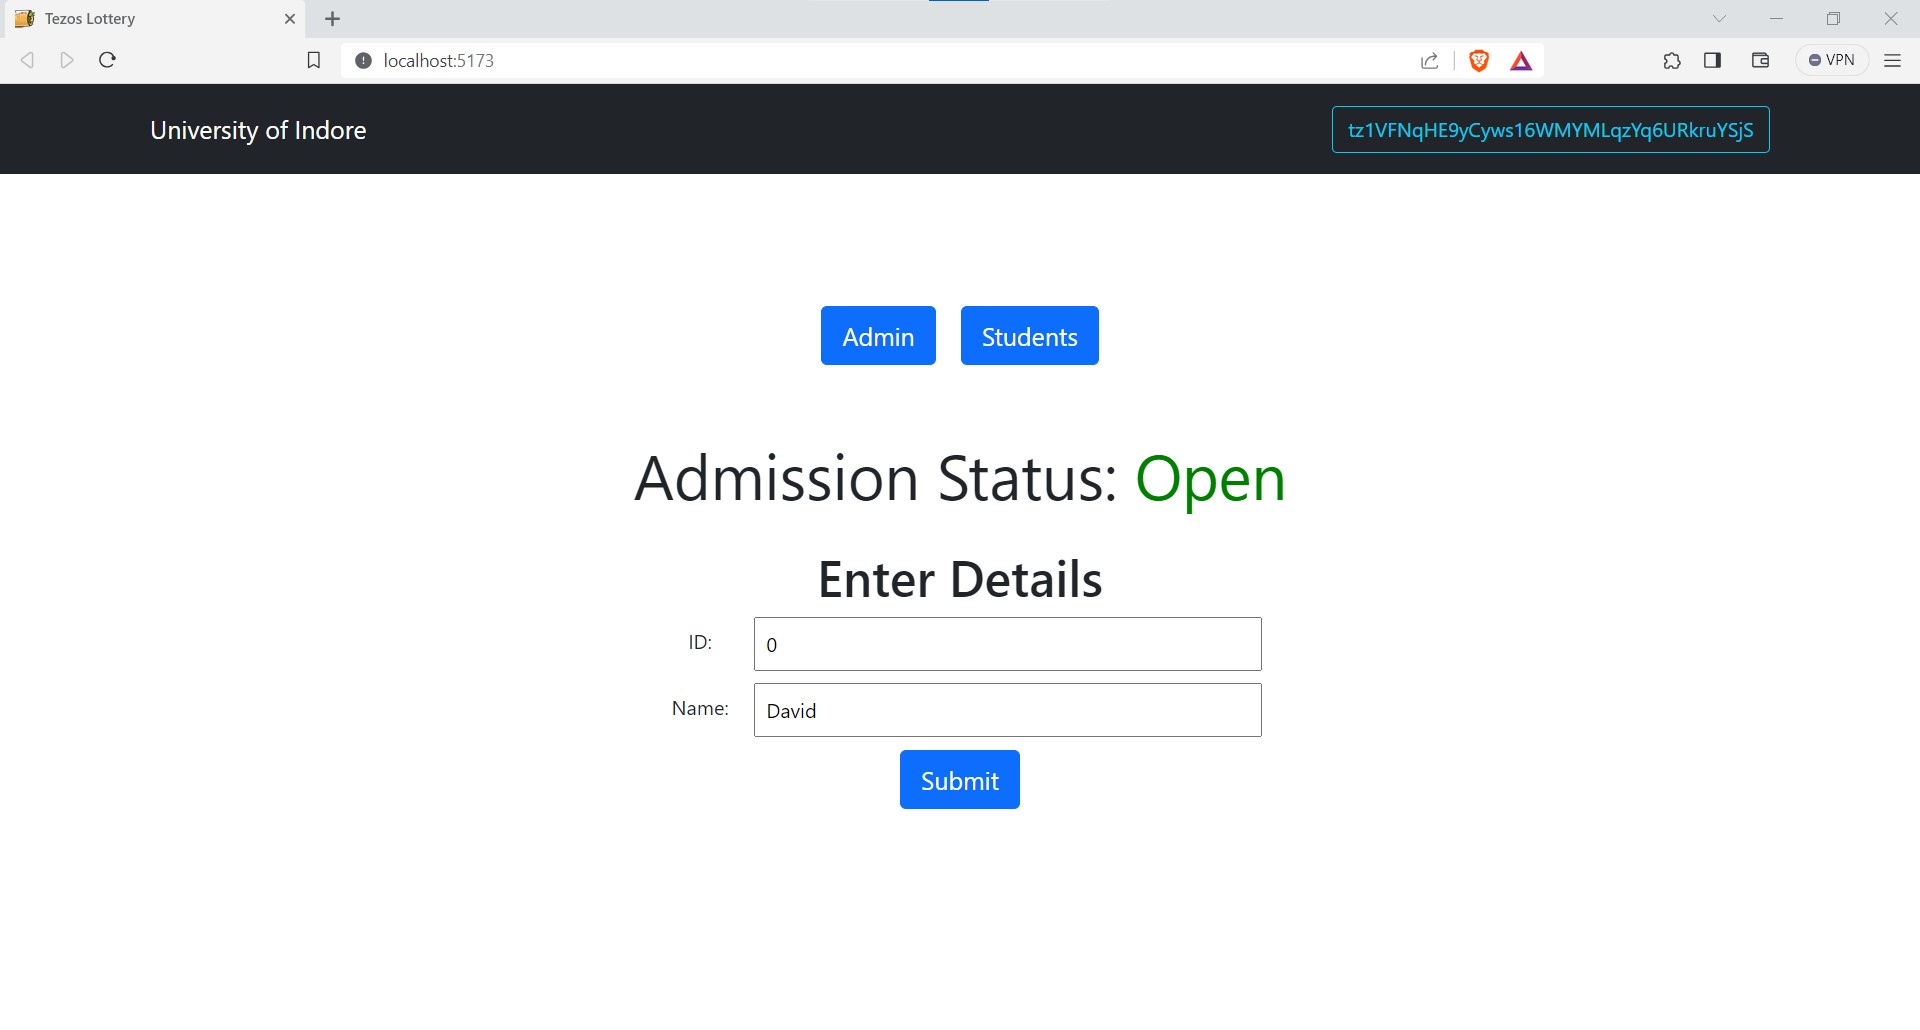 Tezos Lottery
localhost:5173
VPN
University of Indore
tz1VFNqHE9yCyws16WMYMLqzYq6URkruYSjS
Admin Students
Admission Status: Open
Enter Details
ID: 0
Name: David
Submit